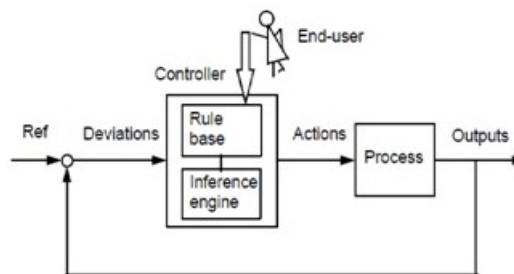 End-user
Controller
Ref
Deviations
Rule
base
Inference
engine
Actions
Process
Outputs